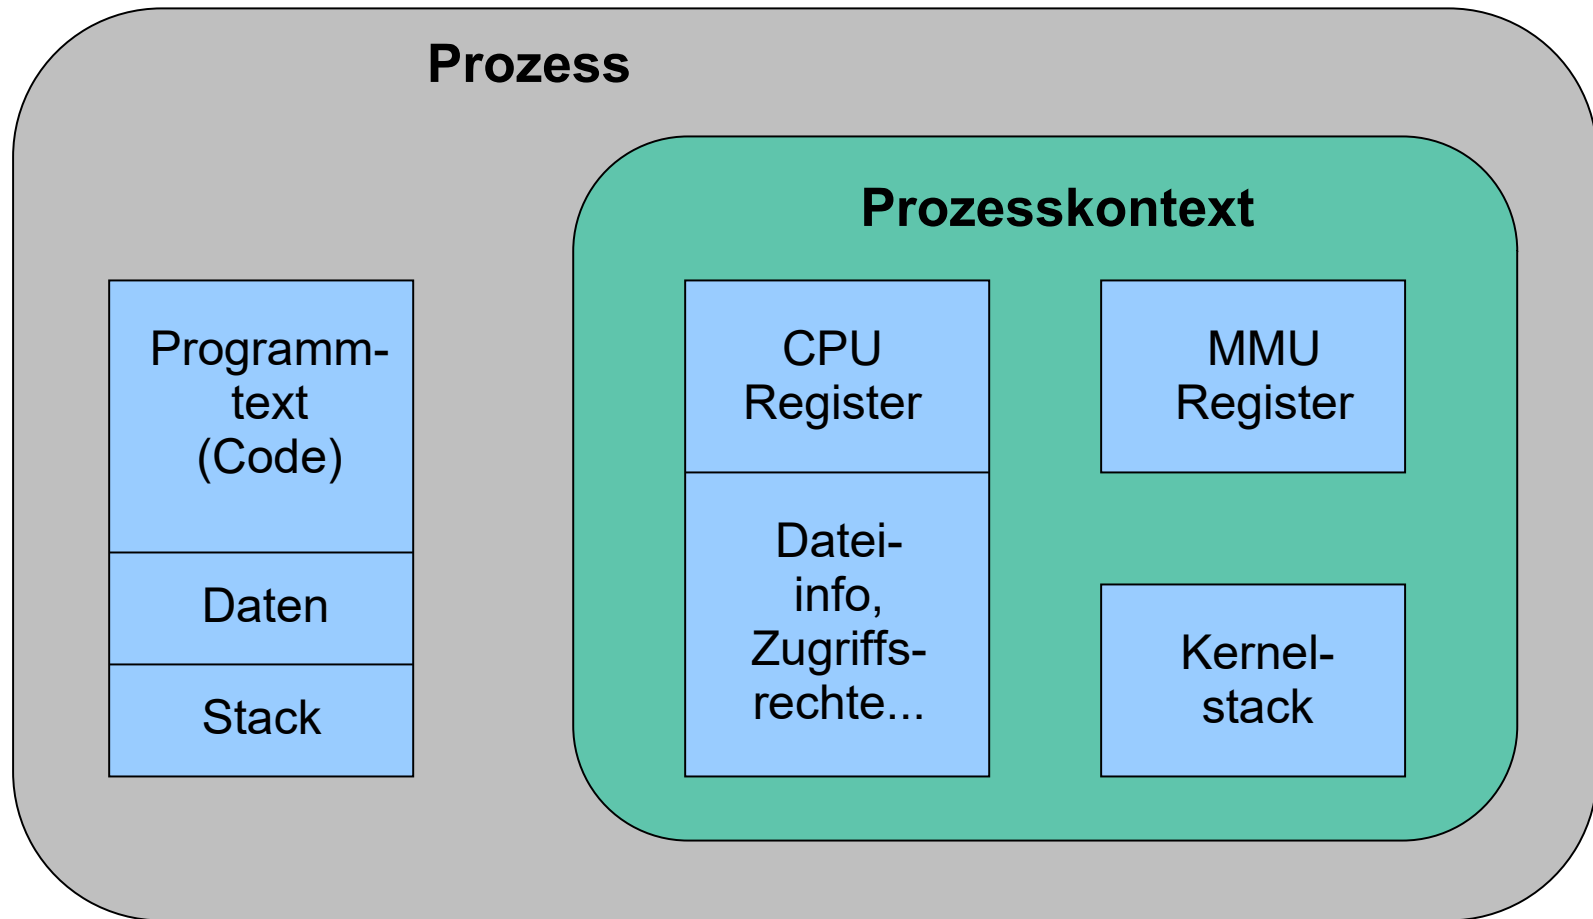 Prozess
Prozesskontext
Programm-
text
(Code)
Daten
Stack
CPU
Register
Datei-
info,
Zugriffs-
rechte...
MMU
Register
Kernel-
stack